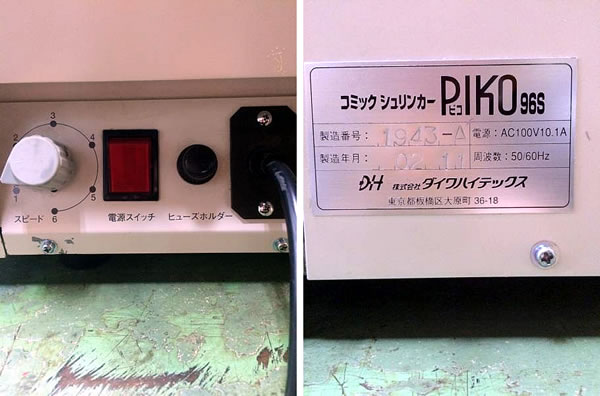 3
2
4
1
5
6
スピード
電源スイッチ
ヒューズホルダー
コミック シュリンカー PIKO 96S
ピコ
製造番号: 1943-A 電源: AC100V10.1A
製造年月: 02.11 周波数: 50/60Hz
DH 株式会社 ダイワハイテックス
東京都板橋区大原町 36-18